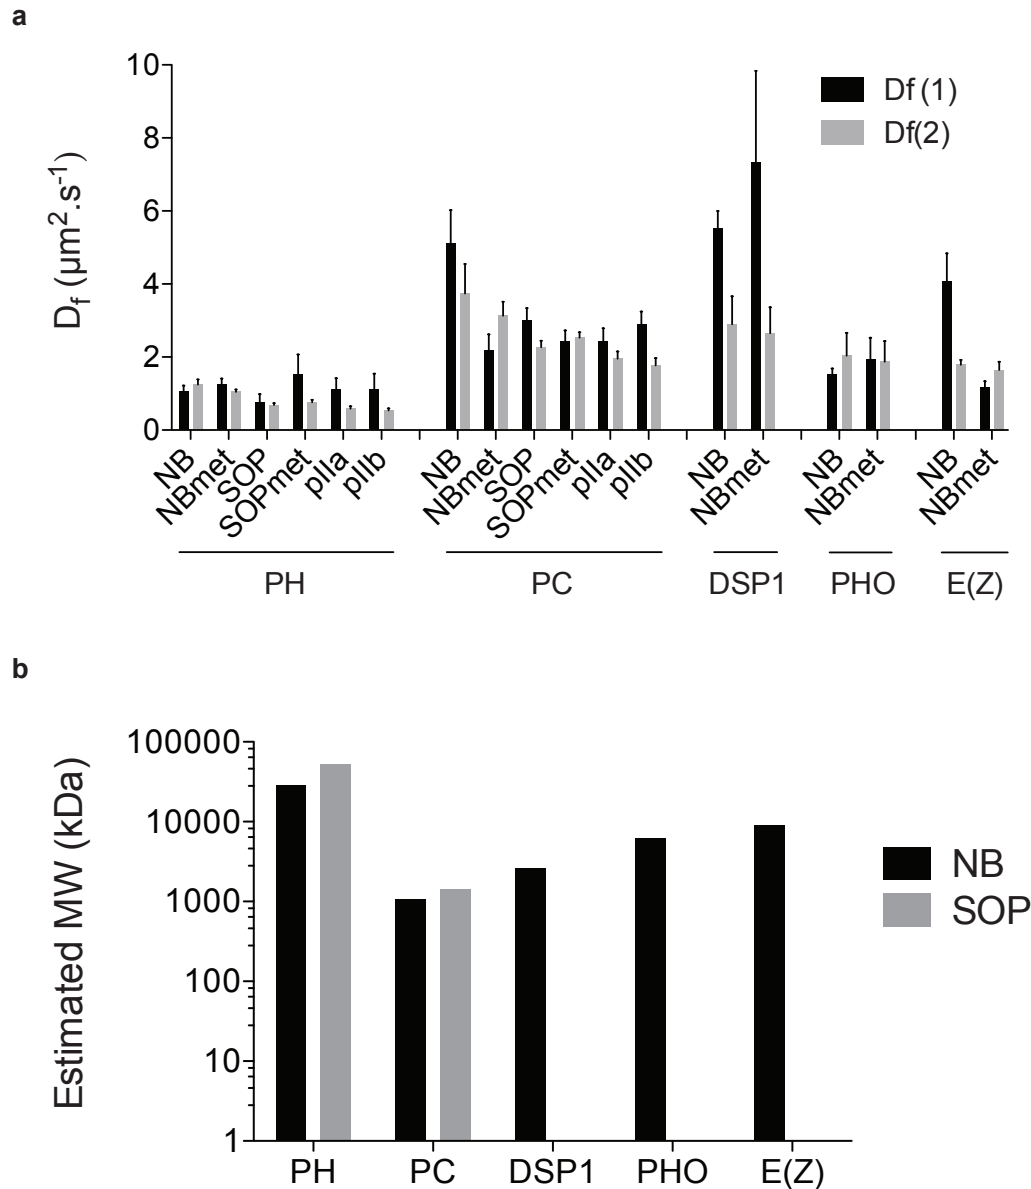 a
Df (1)
Df(2)
D_f (µm².s⁻¹)
10
8
6
4
2
0
NB
NBmet
SOP
SOPmet
pIIa
pIIb
NB
NBmet
SOP
SOPmet
pIIa
pIIb
NB
NBmet
NB
NBmet
NB
NBmet
PH
PC
DSP1
PHO
E(Z)
b
Estimated MW (kDa)
100000
10000
1000
100
10
1
NB
SOP
PH
PC
DSP1
PHO
E(Z)